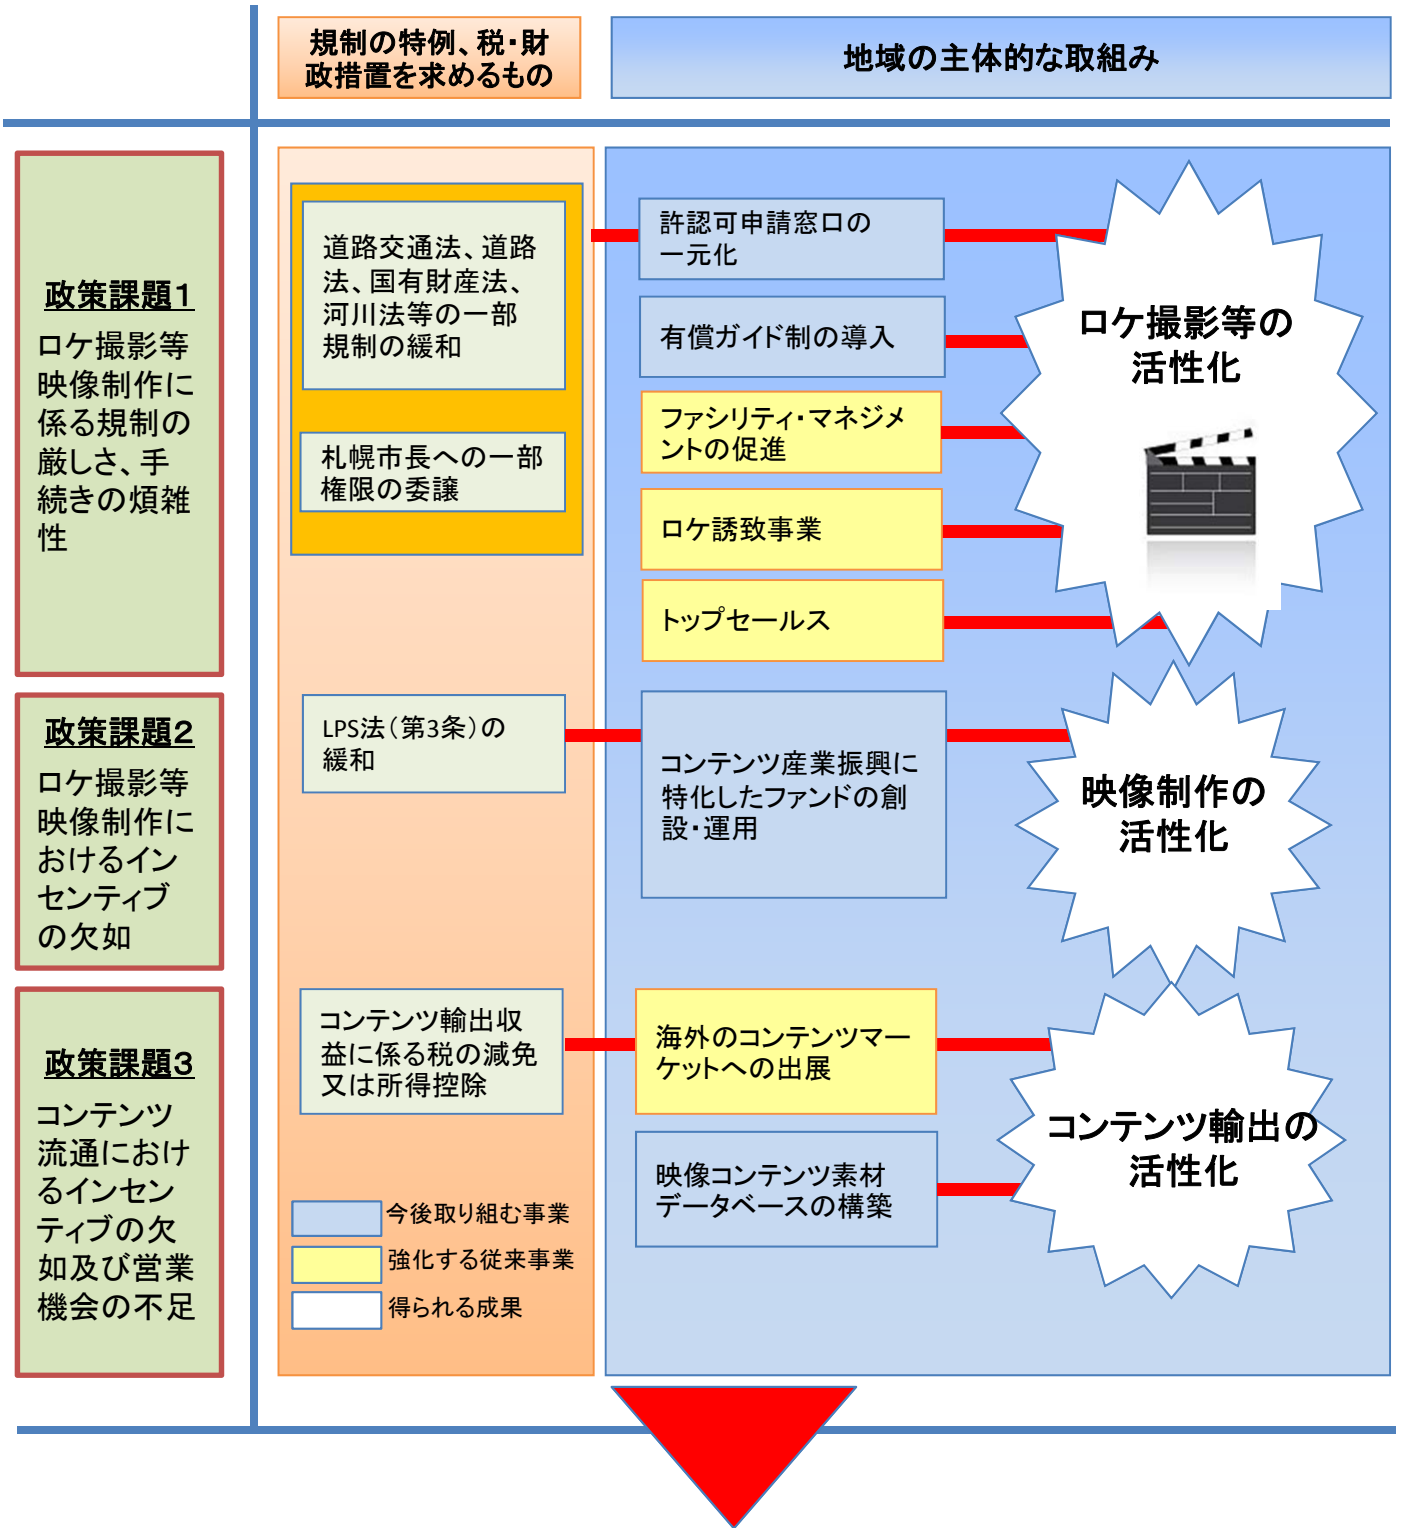 規制の特例、税・財
政措置を求めるもの
地域の主体的な取組み
政策課題1
ロケ撮影等
映像制作に
係る規制の
厳しさ、手
続きの煩雑
性
道路交通法、道路
法、国有財産法、
河川法等の一部
規制の緩和
札幌市長への一部
権限の委譲
許認可申請窓口の
一元化
有償ガイド制の導入
ファシリティ・マネジメ
ントの促進
ロケ誘致事業
トップセールス
ロケ撮影等の
活性化
政策課題2
ロケ撮影等
映像制作に
おけるイン
センティブ
の欠如
LPS法（第3条）の
緩和
コンテンツ産業振興に
特化したファンドの創
設・運用
映像制作の
活性化
政策課題3
コンテンツ
流通におけ
るインセン
ティブの欠
如及び営業
機会の不足
コンテンツ輸出収
益に係る税の減免
又は所得控除
海外のコンテンツマー
ケットへの出展
映像コンテンツ素材
データベースの構築
コンテンツ輸出の
活性化
今後取り組む事業
強化する従来事業
得られる成果